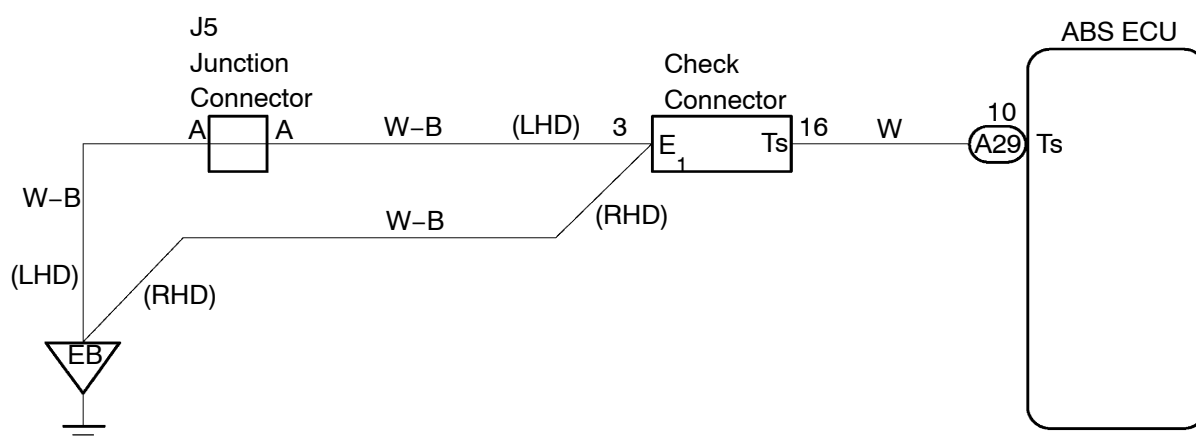 J5
Junction
Connector
Check
Connector
ABS ECU
A
A
W–B
(LHD)
3
E1
Ts
16
W
10
A29
Ts
W–B
W–B
(RHD)
(LHD)
(RHD)
EB